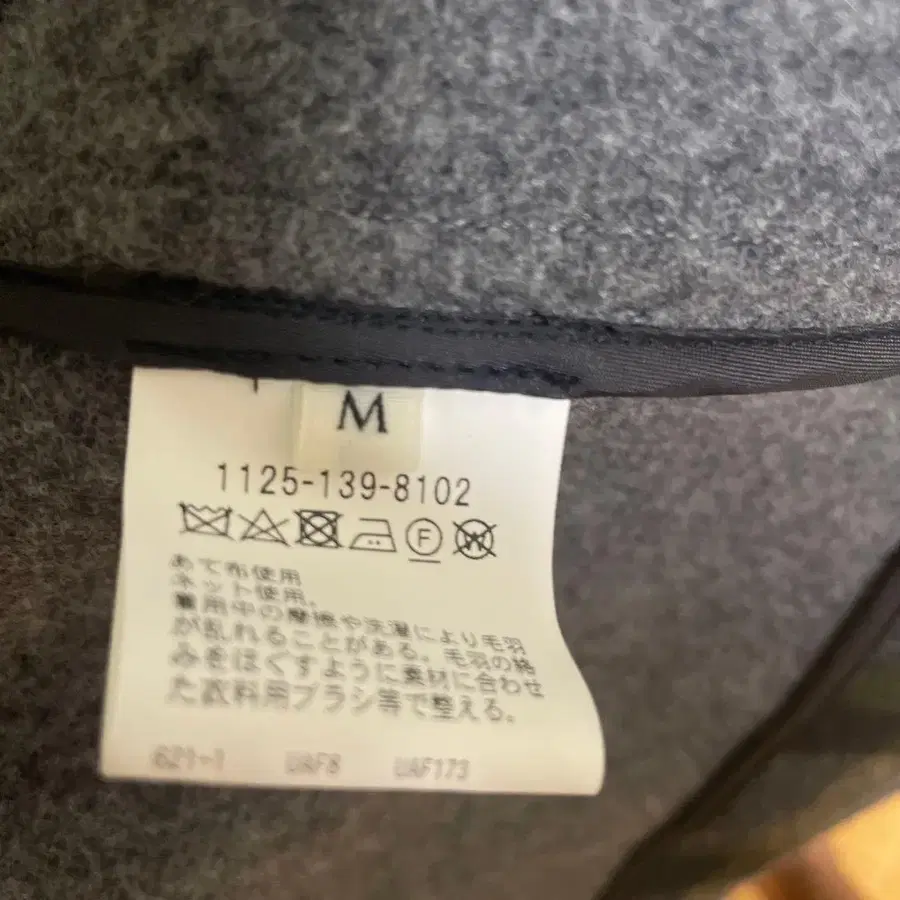 M
1125-139-8102
F
W
あて布使用
ネット使用。
着用中の摩擦や洗濯により毛羽
が乱れることがある。毛羽の絡
みをほぐすように素材に合わせ
た衣料用ブラシ等で整える。
621-1 UAF8 UAF173